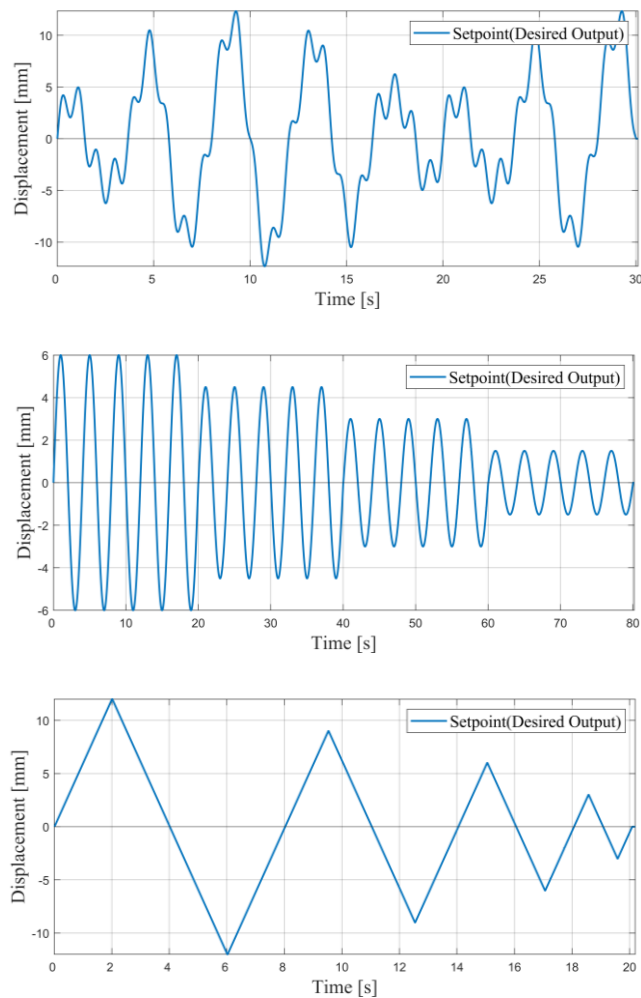 Setpoint(Desired Output)
Displacement [mm]
10
5
0
-5
-10
0 5 10 15 20 25 30
Time [s]
Setpoint(Desired Output)
Displacement [mm]
6
4
2
0
-2
-4
-6
0 10 20 30 40 50 60 70 80
Time [s]
Setpoint(Desired Output)
Displacement [mm]
10
5
0
-5
-10
0 2 4 6 8 10 12 14 16 18 20
Time [s]